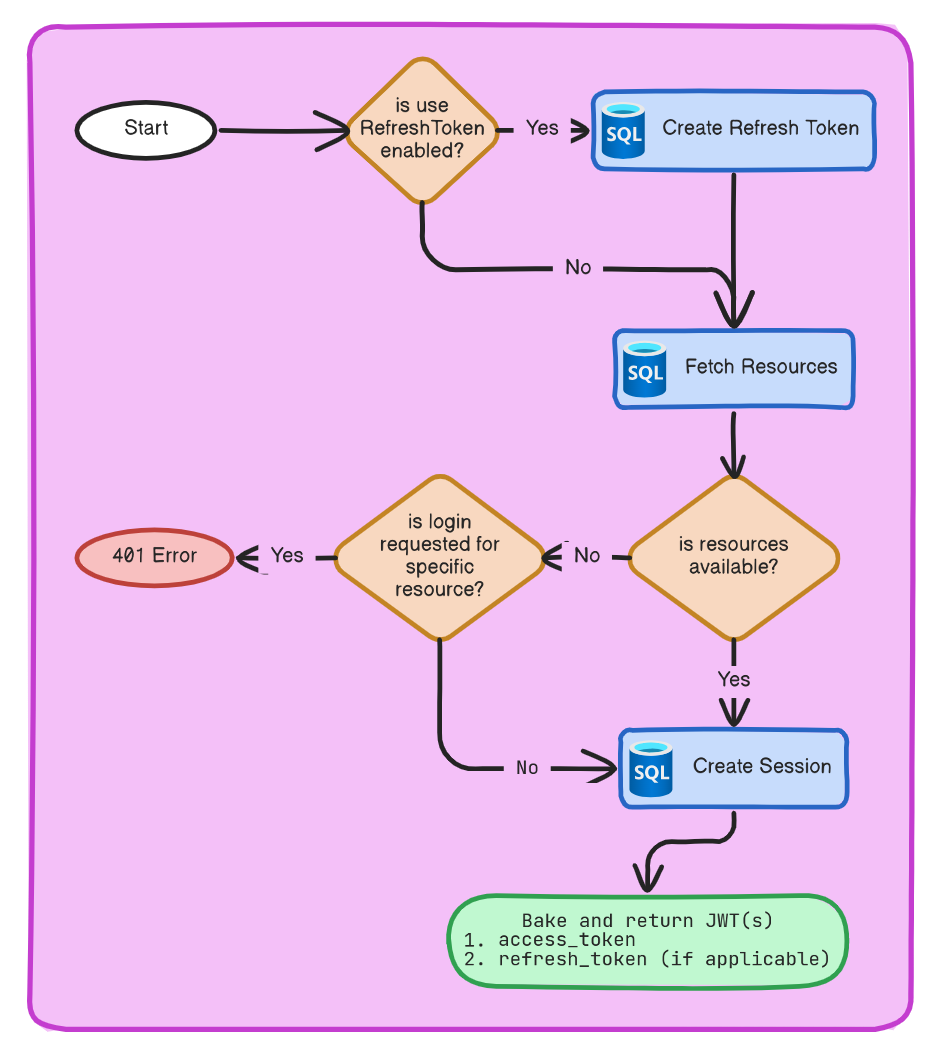 Start
is use
RefreshToken
enabled?
Yes
SQL
Create Refresh Token
No
SQL
Fetch Resources
401 Error
Yes
is login
requested for
specific
resource?
No
is resources
available?
Yes
No
SQL
Create Session
Bake and return JWT(s)
1. access_token
2. refresh_token (if applicable)